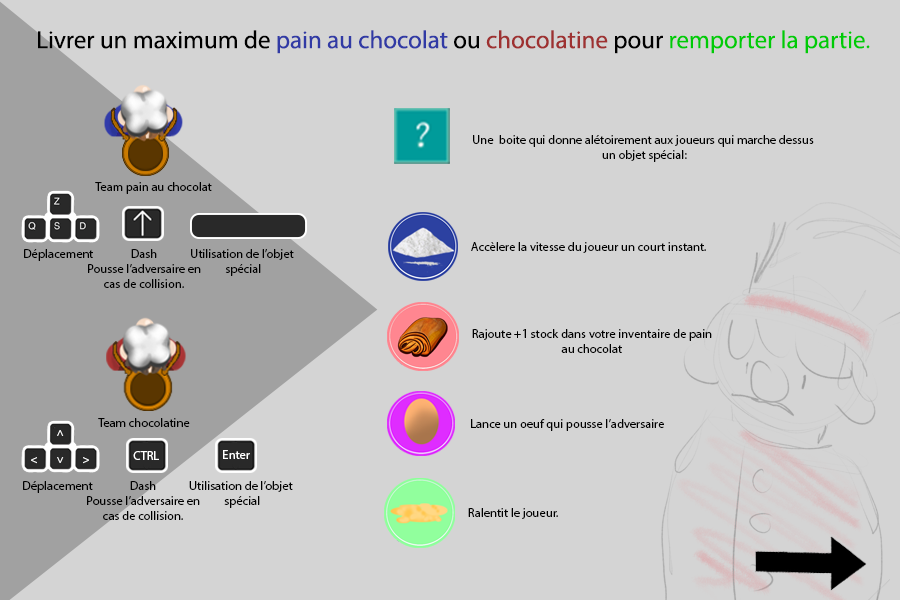 Livrer un maximum de pain au chocolat ou chocolatine pour remporter la partie.
Team pain au chocolat
Z
Q S D
Déplacement
Dash
Pousse l'adversaire en
cas de collision.
Utilisation de l'objet
spécial
Team chocolatine
^
< v >
CTRL
Enter
Déplacement
Dash
Pousse l'adversaire en
cas de collision.
Utilisation de l'objet
spécial
?
Une boite qui donne alétoirement aux joueurs qui marche dessus
un objet spécial:
Accèlere la vitesse du joueur un court instant.
Rajoute +1 stock dans votre inventaire de pain
au chocolat
Lance un oeuf qui pousse l'adversaire
Ralentit le joueur.